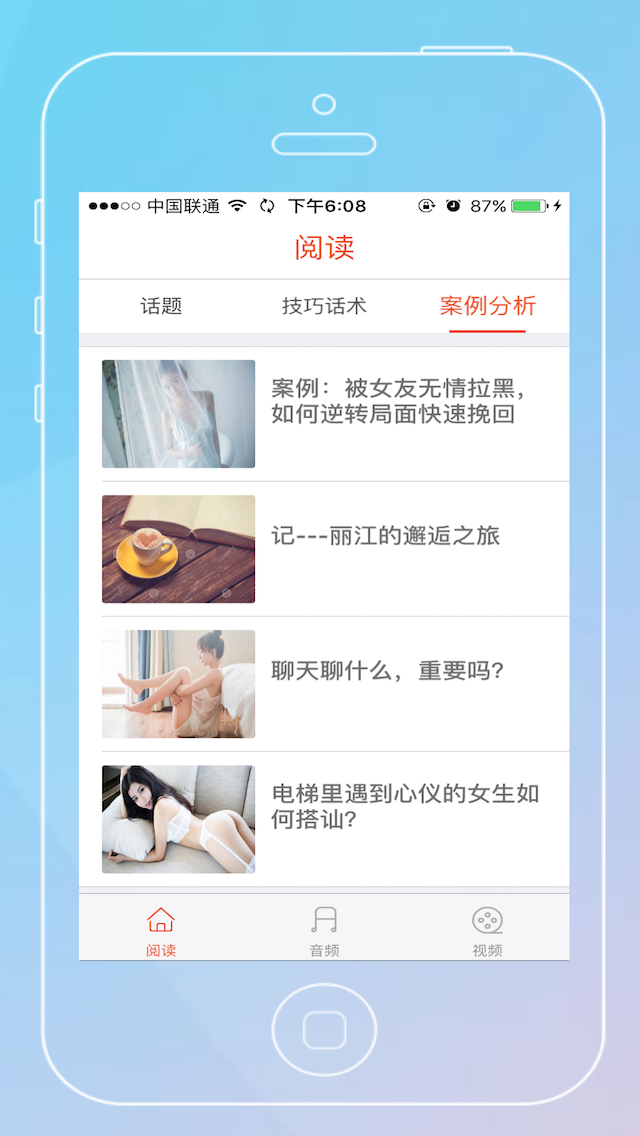 中国联通 下午6:08 87%
阅读
话题 技巧话术 案例分析
案例：被女友无情拉黑，
如何逆转局面快速挽回
记---丽江的邂逅之旅
聊天聊什么，重要吗?
电梯里遇到心仪的女生如
何搭讪?
阅读 音频 视频